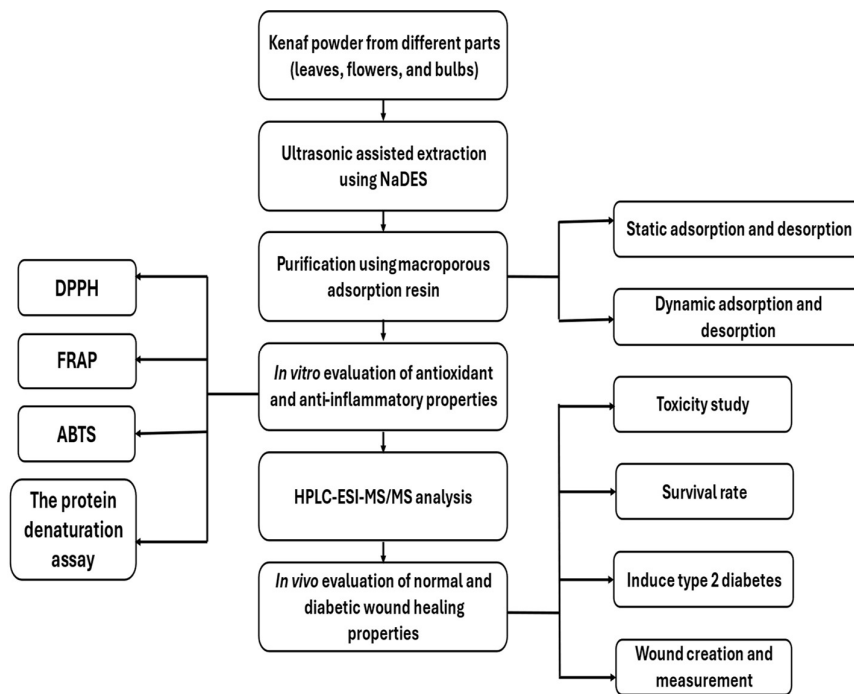 Kenaf powder from different parts
(leaves, flowers, and bulbs)
Ultrasonic assisted extraction
using NaDES
Purification using macroporous
adsorption resin
Static adsorption and desorption
Dynamic adsorption and
desorption
In vitro evaluation of antioxidant
and anti-inflammatory properties
DPPH
FRAP
ABTS
The protein
denaturation
assay
HPLC-ESI-MS/MS analysis
In vivo evaluation of normal and
diabetic wound healing
properties
Toxicity study
Survival rate
Induce type 2 diabetes
Wound creation and
measurement